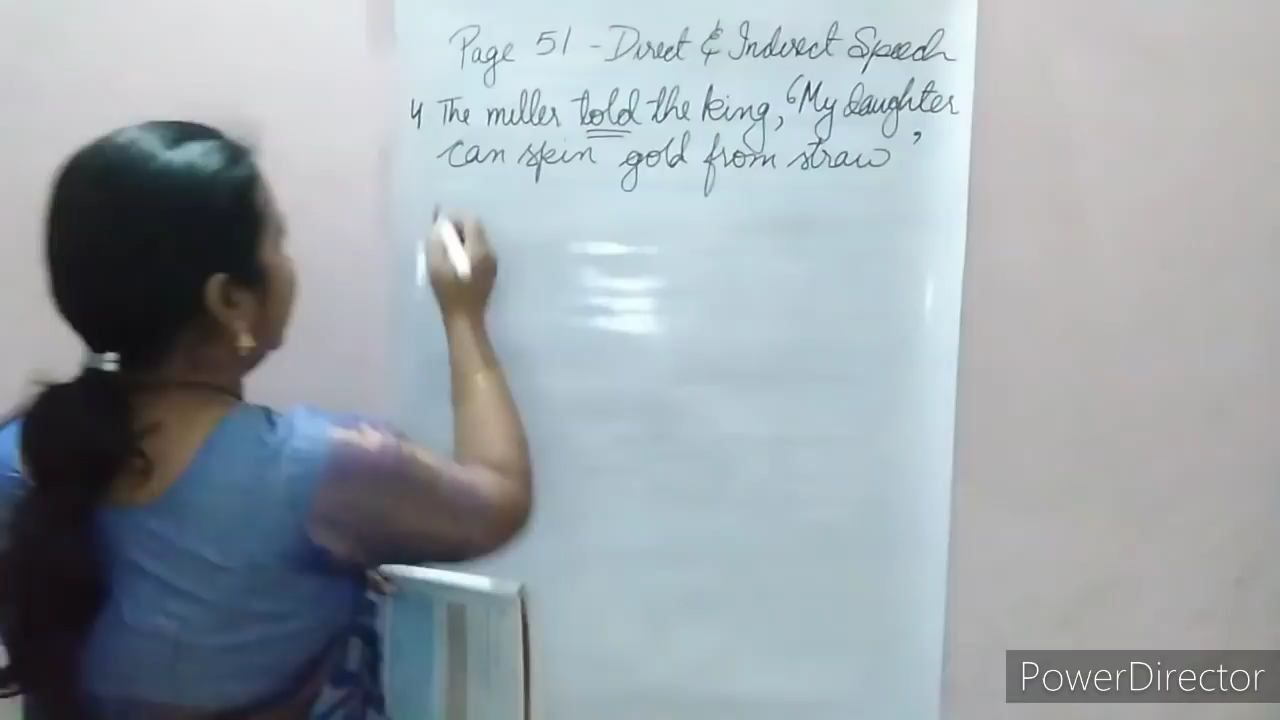 Page 51 - Direct & Indirect Speech
4 The miller told the king, ‘My daughter
can spin gold from straw’
PowerDirector